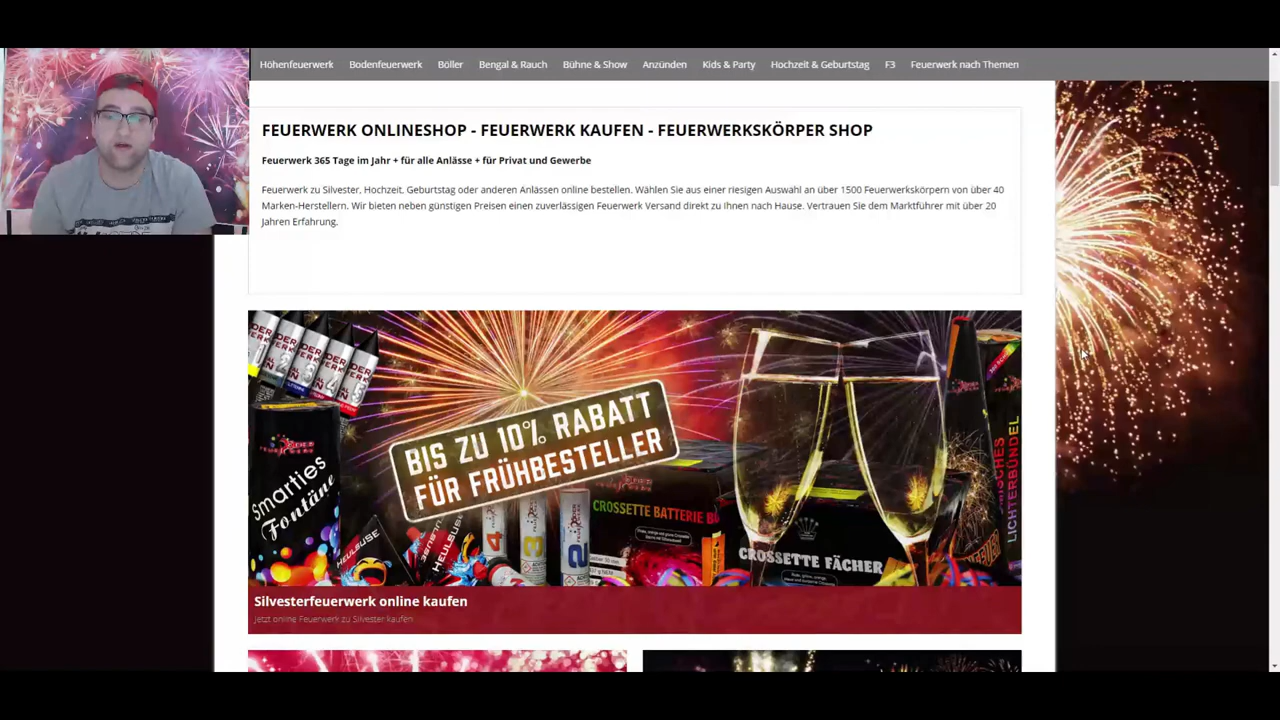 Höhenfeuerwerk Bodenfeuerwerk Böller Bengal & Rauch Bühne & Show Anzünden Kids & Party Hochzeit & Geburtstag F3 Feuerwerk nach Themen
FEUERWERK ONLINESHOP - FEUERWERK KAUFEN - FEUERWERKSKÖRPER SHOP
Feuerwerk 365 Tage im Jahr + für alle Anlässe + für Privat und Gewerbe
Feuerwerk zu Silvester, Hochzeit, Geburtstag oder anderen Anlässen online bestellen. Wählen Sie aus einer riesigen Auswahl an über 1500 Feuerwerkskörpern von über 40
Marken-Herstellern. Wir bieten neben günstigen Preisen einen zuverlässigen Feuerwerk Versand direkt zu Ihnen nach Hause. Vertrauen Sie dem Marktführer mit über 20
Jahren Erfahrung.
BIS ZU 10% RABATT
FÜR FRÜHBESTELLER
Smarties
Fontäne
HEULBUSE
4
3
2
CROSSETTE BATTERIE
CROSSETTE FÄCHER
LICHTERBÜNDEL
Silvesterfeuerwerk online kaufen
Jetzt online Feuerwerk zu Silvester kaufen